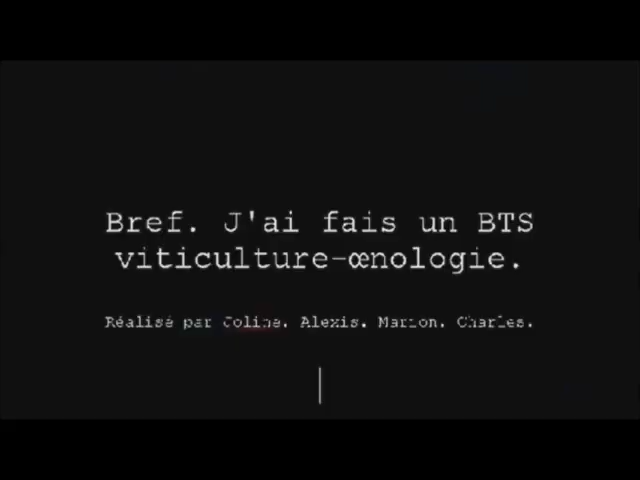 Bref. J'ai fais un BTS
viticulture-œnologie.
Réalisé par Coline. Alexis. Marion. Charles.